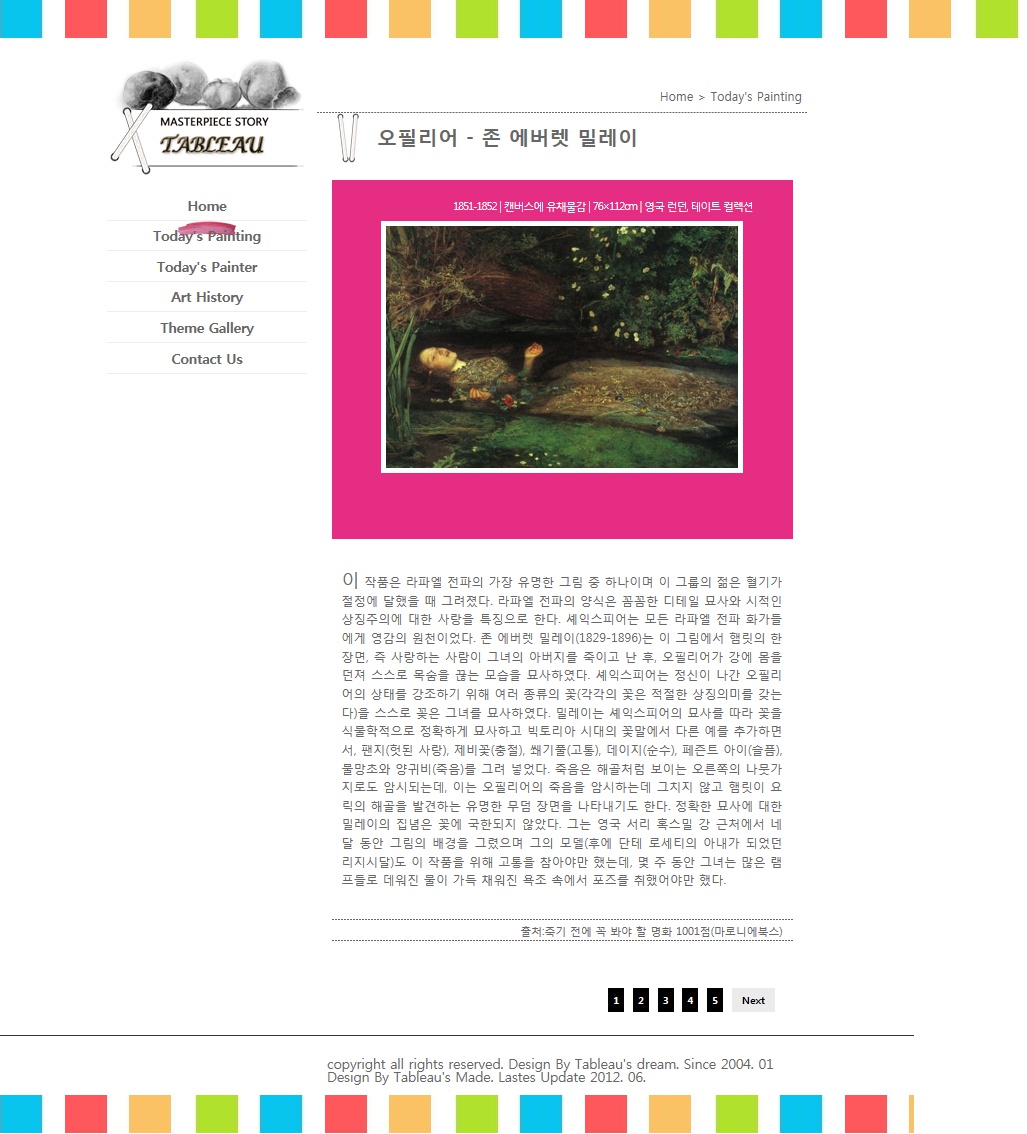 Home > Today's Painting
MASTERPIECE STORY
TABLEAU
오필리어 - 존 에버렛 밀레이
Home
Today's Painting
Today's Painter
Art History
Theme Gallery
Contact Us
1851-1852 | 캔버스에 유채물감 | 76×112cm | 영국 런던, 테이트 컬렉션
이 작품은 라파엘 전파의 가장 유명한 그림 중 하나이며 이 그룹의 젊은 혈기가
절정에 달했을 때 그려졌다. 라파엘 전파의 양식은 꼼꼼한 디테일 묘사와 시적인
상징주의에 대한 사랑을 특징으로 한다. 셰익스피어는 모든 라파엘 전파 화가들
에게 영감의 원천이었다. 존 에버렛 밀레이(1829-1896)는 이 그림에서 햄릿의 한
장면, 즉 사랑하는 사람이 그녀의 아버지를 죽이고 난 후, 오필리어가 강에 몸을
던져 스스로 목숨을 끊는 모습을 묘사하였다. 셰익스피어는 정신이 나간 오필리
어의 상태를 강조하기 위해 여러 종류의 꽃(각각의 꽃은 적절한 상징의미를 갖는
다)을 스스로 꽂은 그녀를 묘사하였다. 밀레이는 셰익스피어의 묘사를 따라 꽃을
식물학적으로 정확하게 묘사하고 빅토리아 시대의 꽃말에서 다른 예를 추가하면
서, 팬지(헛된 사랑), 제비꽃(충절), 쐐기풀(고통), 데이지(순수), 페즌트 아이(슬픔),
물망초와 양귀비(죽음)를 그려 넣었다. 죽음은 해골처럼 보이는 오른쪽의 나뭇가
지로도 암시되는데, 이는 오필리어의 죽음을 암시하는데 그치지 않고 햄릿이 요
릭의 해골을 발견하는 유명한 무덤 장면을 나타내기도 한다. 정확한 묘사에 대한
밀레이의 집념은 꽃에 국한되지 않았다. 그는 영국 서리 혹스밀 강 근처에서 네
달 동안 그림의 배경을 그렸으며 그의 모델(후에 단테 로세티의 아내가 되었던
리지시달)도 이 작품을 위해 고통을 참아야만 했는데, 몇 주 동안 그녀는 많은 램
프들로 데워진 물이 가득 채워진 욕조 속에서 포즈를 취했어야만 했다.
출처:죽기 전에 꼭 봐야 할 명화 1001점(마로니에북스)
1 2 3 4 5 Next
copyright all rights reserved. Design By Tableau's dream. Since 2004. 01
Design By Tableau's Made. Lastes Update 2012. 06.